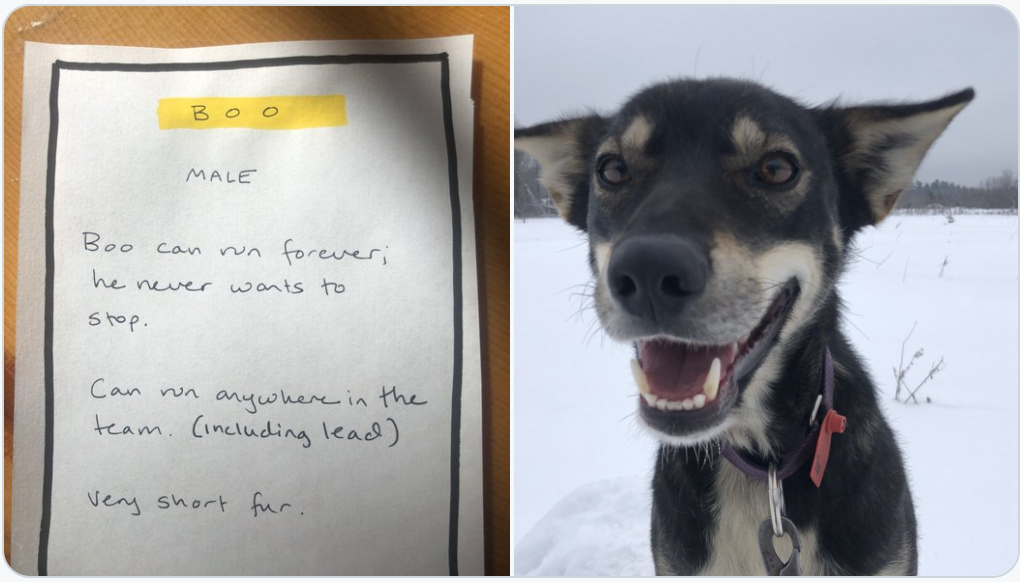 BOO
MALE
Boo can run forever;
he never wants to
stop.
Can run anywhere in the
team. (including lead)
very short fur.